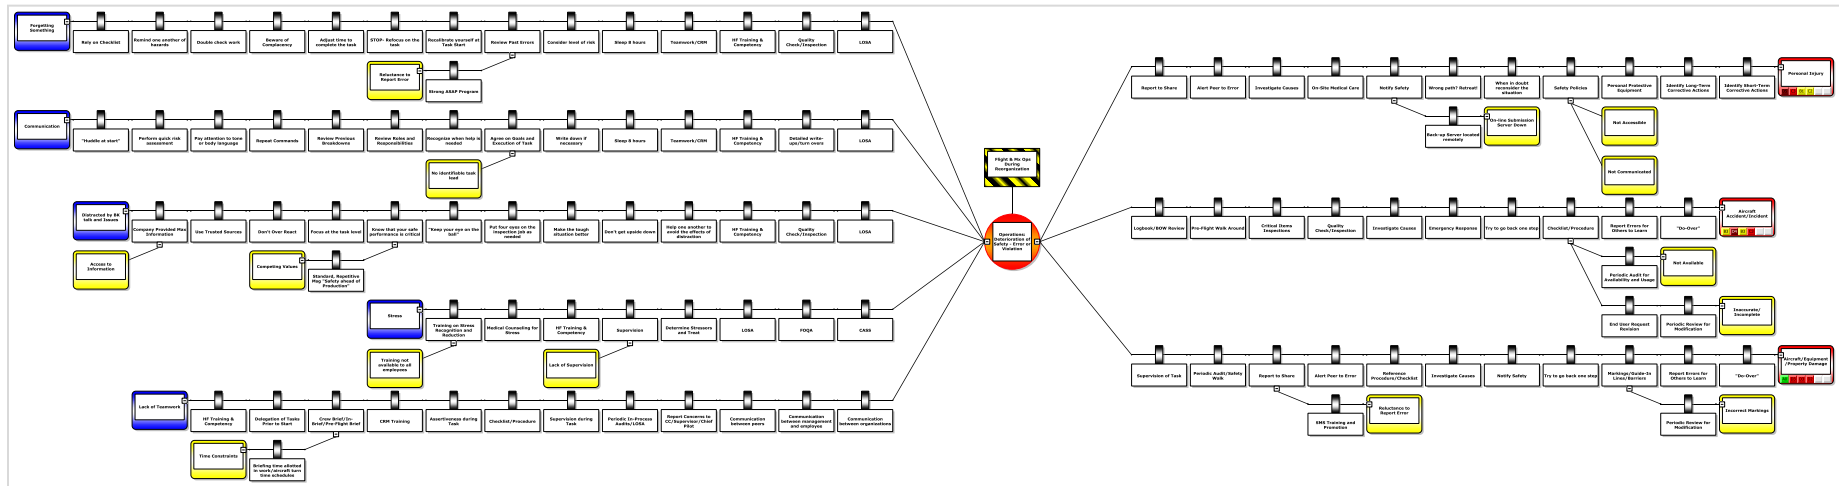 Forgetting
Something
Rely on Checklist
Remind one another of
hazards
Double check work
Beware of
Complacency
Adjust time to
complete the task
STOP- Refocus on the
task
Recalibrate yourself at
Task Start
Review Past Errors
Consider level of risk
Sleep 8 hours
Teamwork/CRM
HF Training &
Competency
Quality
Check/Inspection
LOSA
Reluctance to
Report Error
Strong ASAP Program
Communication
"Huddle at start"
Perform quick risk
assessment
Pay attention to tone
or body language
Repeat Commands
Review Previous
Breakdowns
Review Roles and
Responsibilities
Recognize when help is
needed
Agree on Goals and
Execution of Task
Write down if
necessary
Sleep 8 hours
Teamwork/CRM
HF Training &
Competency
Detailed write-
ups/turn overs
LOSA
No identifiable task
lead
Distracted by BK
talk and Issues
Company Provided Max
Information
Use Trusted Sources
Don't Over React
Focus at the task level
Know that your safe
performance is critical
"Keep your eye on the
ball"
Put four eyes on the
inspection job as
needed
Make the tough
situation better
Don't get upside down
Help one another to
avoid the effects of
distraction
HF Training &
Competency
Quality
Check/Inspection
LOSA
Access to
Information
Competing Values
Standard, Repetitive
Msg "Safety ahead of
Production"
Stress
Training on Stress
Recognition and
Reduction
Medical Counseling for
Stress
HF Training &
Competency
Supervision
Determine Stressors
and Treat
LOSA
FOQA
CASS
Training not
available to all
employees
Lack of Supervision
Lack of Teamwork
HF Training &
Competency
Delegation of Tasks
Prior to Start
Crew Brief/In-
Brief/Pre-Flight Brief
CRM Training
Assertiveness during
Task
Checklist/Procedure
Supervision during
Task
Periodic In-Process
Audits/LOSA
Report Concerns to
CC/Supervisor/Chief
Pilot
Communication
between peers
Communication
between management
and employee
Communication
between organizations
Time Constraints
Briefing time allotted
in work/aircraft turn
time schedules
Flight & Mx Ops
During
Reorganization
Operations:
Deterioration of
Safety - Error or
Violation
Report to Share
Alert Peer to Error
Investigate Causes
On-Site Medical Care
Notify Safety
Wrong path? Retreat!
When in doubt
reconsider the
situation
Safety Policies
Personal Protective
Equipment
Identify Long-Term
Corrective Actions
Identify Short-Term
Corrective Actions
Personal Injury
Back-up Server located
remotely
On-line Submission
Server Down
Not Accessible
Not Communicated
Logbook/BOW Review
Pre-Flight Walk Around
Critical Items
Inspections
Quality
Check/Inspection
Investigate Causes
Emergency Response
Try to go back one step
Checklist/Procedure
Report Errors for
Others to Learn
"Do-Over"
Aircraft
Accident/Incident
Periodic Audit for
Availability and Usage
Not Available
End User Request
Revision
Periodic Review for
Modification
Inaccurate/
Incomplete
Supervision of Task
Periodic Audit/Safety
Walk
Report to Share
Alert Peer to Error
Reference
Procedure/Checklist
Investigate Causes
Notify Safety
Try to go back one step
Markings/Guide-In
Lines/Barriers
Report Errors for
Others to Learn
"Do-Over"
Aircraft/Equipment
/Property Damage
SMS Training and
Promotion
Reluctance to
Report Error
Periodic Review for
Modification
Incorrect Markings